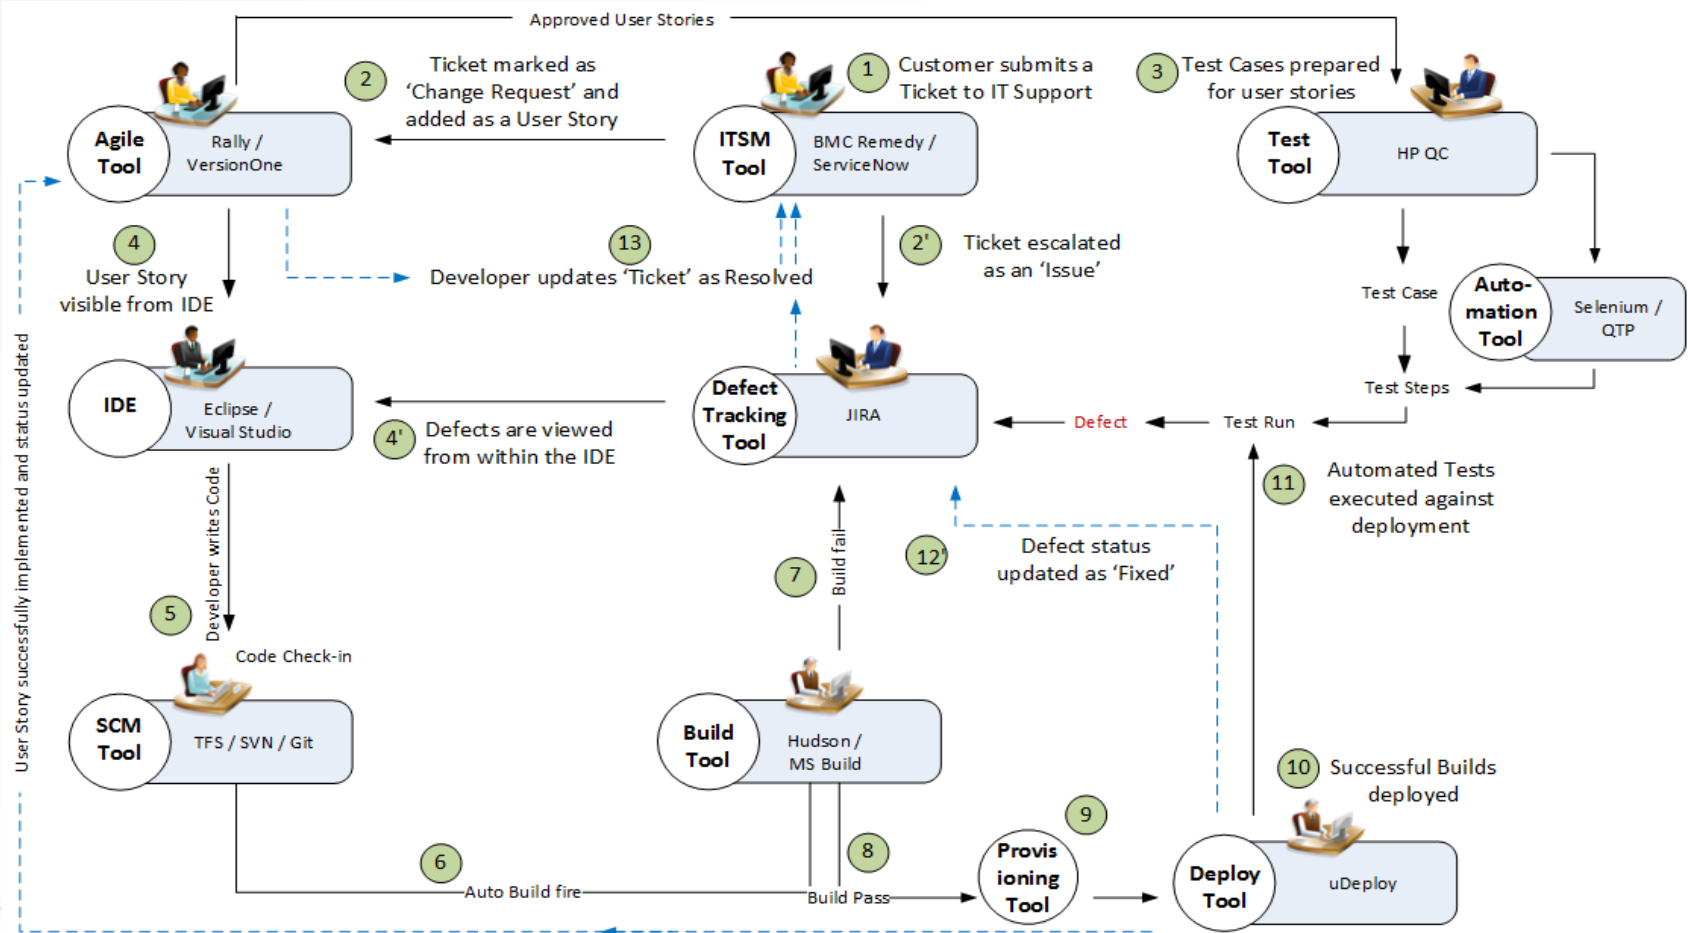 Approved User Stories
2
Ticket marked as
‘Change Request’ and
added as a User Story
1
Customer submits a
Ticket to IT Support
3
Test Cases prepared
for user stories
Agile
Tool
Rally /
VersionOne
ITSM
Tool
BMC Remedy /
ServiceNow
Test
Tool
HP QC
4
User Story
visible from IDE
13
Developer updates ‘Ticket’ as Resolved
2'
Ticket escalated
as an ‘Issue’
Test Case
Auto-
mation
Tool
Selenium /
QTP
Test Steps
IDE
Eclipse /
Visual Studio
4'
Defects are viewed
from within the IDE
Defect
Tracking
Tool
JIRA
Defect
Test Run
11
Automated Tests
executed against
deployment
User Story successfully implemented and status updated
Developer writes Code
5
Code Check-in
7
Build fail
12'
Defect status
updated as ‘Fixed’
SCM
Tool
TFS / SVN / Git
Build
Tool
Hudson /
MS Build
10
Successful Builds
deployed
6
Auto Build fire
8
Build Pass
9
Provis
ioning
Tool
Deploy
Tool
uDeploy